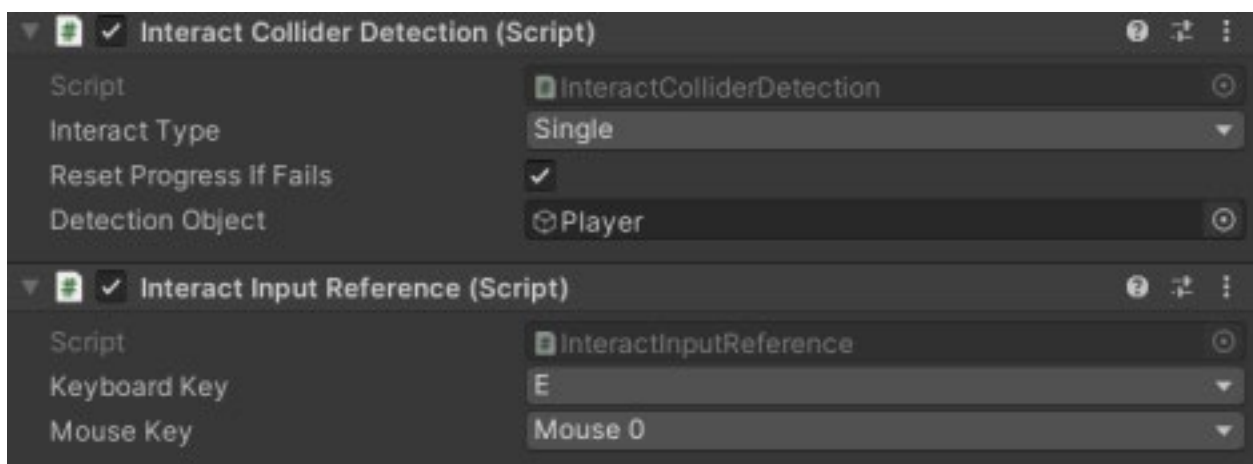 Interact Collider Detection (Script)
Script InteractColliderDetection
Interact Type Single
Reset Progress If Fails
Detection Object Player
Interact Input Reference (Script)
Script InteractInputReference
Keyboard Key E
Mouse Key Mouse 0